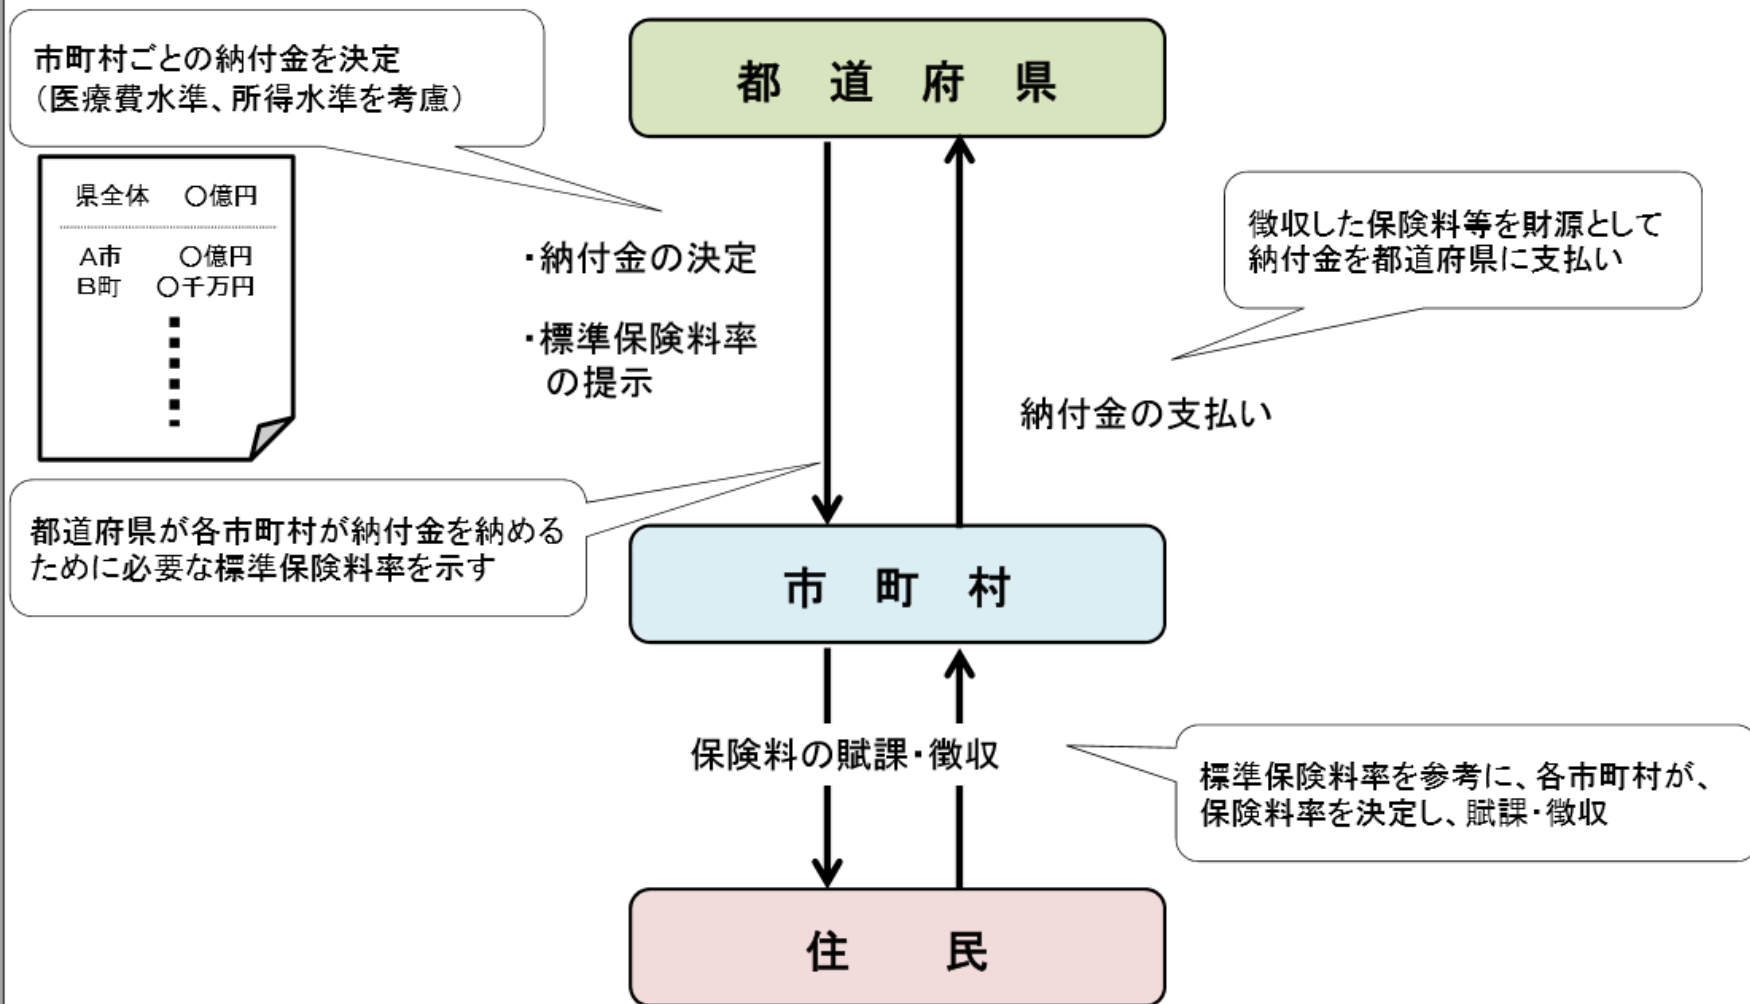 市町村ごとの納付金を決定
（医療費水準、所得水準を考慮）
都　道　府　県
県全体　〇億円
A市　〇億円
B町　〇千万円
・納付金の決定
・標準保険料率
の提示
徴収した保険料等を財源として
納付金を都道府県に支払い
納付金の支払い
都道府県が各市町村が納付金を納める
ために必要な標準保険料率を示す
市　町　村
保険料の賦課・徴収
標準保険料率を参考に、各市町村が、
保険料率を決定し、賦課・徴収
住　民